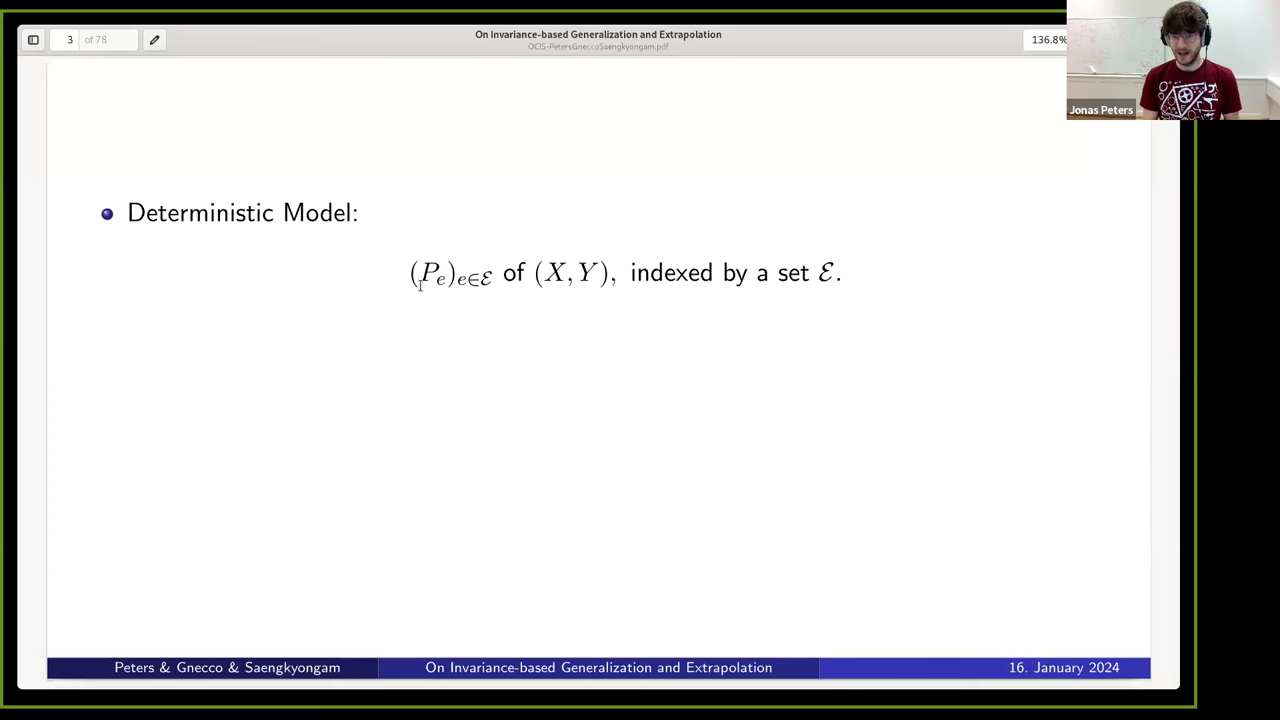 3 of 78
On Invariance-based Generalization and Extrapolation
OCIS-PetersGneccoSaengkyongam.pdf
136.8%
Jonas Peters
Deterministic Model:
(P_e)_{e∈ℰ} of (X, Y), indexed by a set ℰ.
Peters & Gnecco & Saengkyongam On Invariance-based Generalization and Extrapolation 16. January 2024